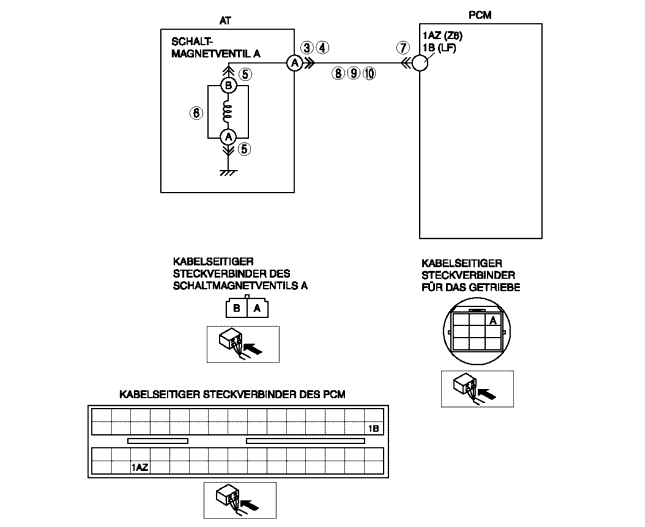 AT
PCM
SCHALT-
MAGNETVENTIL A
1AZ (Z6)
1B (LF)
③ ④
⑦
A
⑤
⑧ ⑨ ⑩
B
⑥
A
⑤
KABELSEITIGER
STECKVERBINDER DES
SCHALTMAGNETVENTILS A
B A
KABELSEITIGER
STECKVERBINDER
FÜR DAS GETRIEBE
A
KABELSEITIGER STECKVERBINDER DES PCM
1B
1AZ